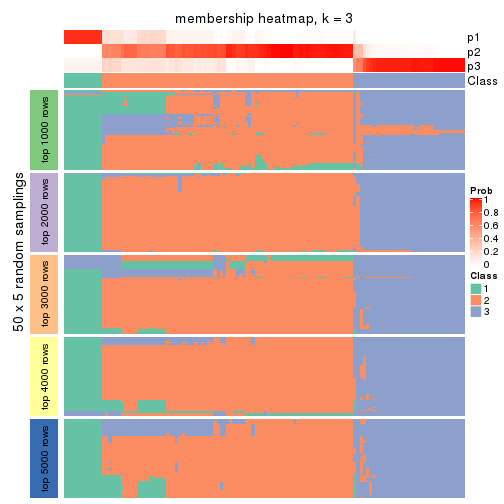 membership heatmap, k = 3
p1
p2
p3
Class
50 x 5 random samplings
top 1000 rows
top 2000 rows
top 3000 rows
top 4000 rows
top 5000 rows
Prob
1
0.8
0.6
0.4
0.2
0
Class
1
2
3